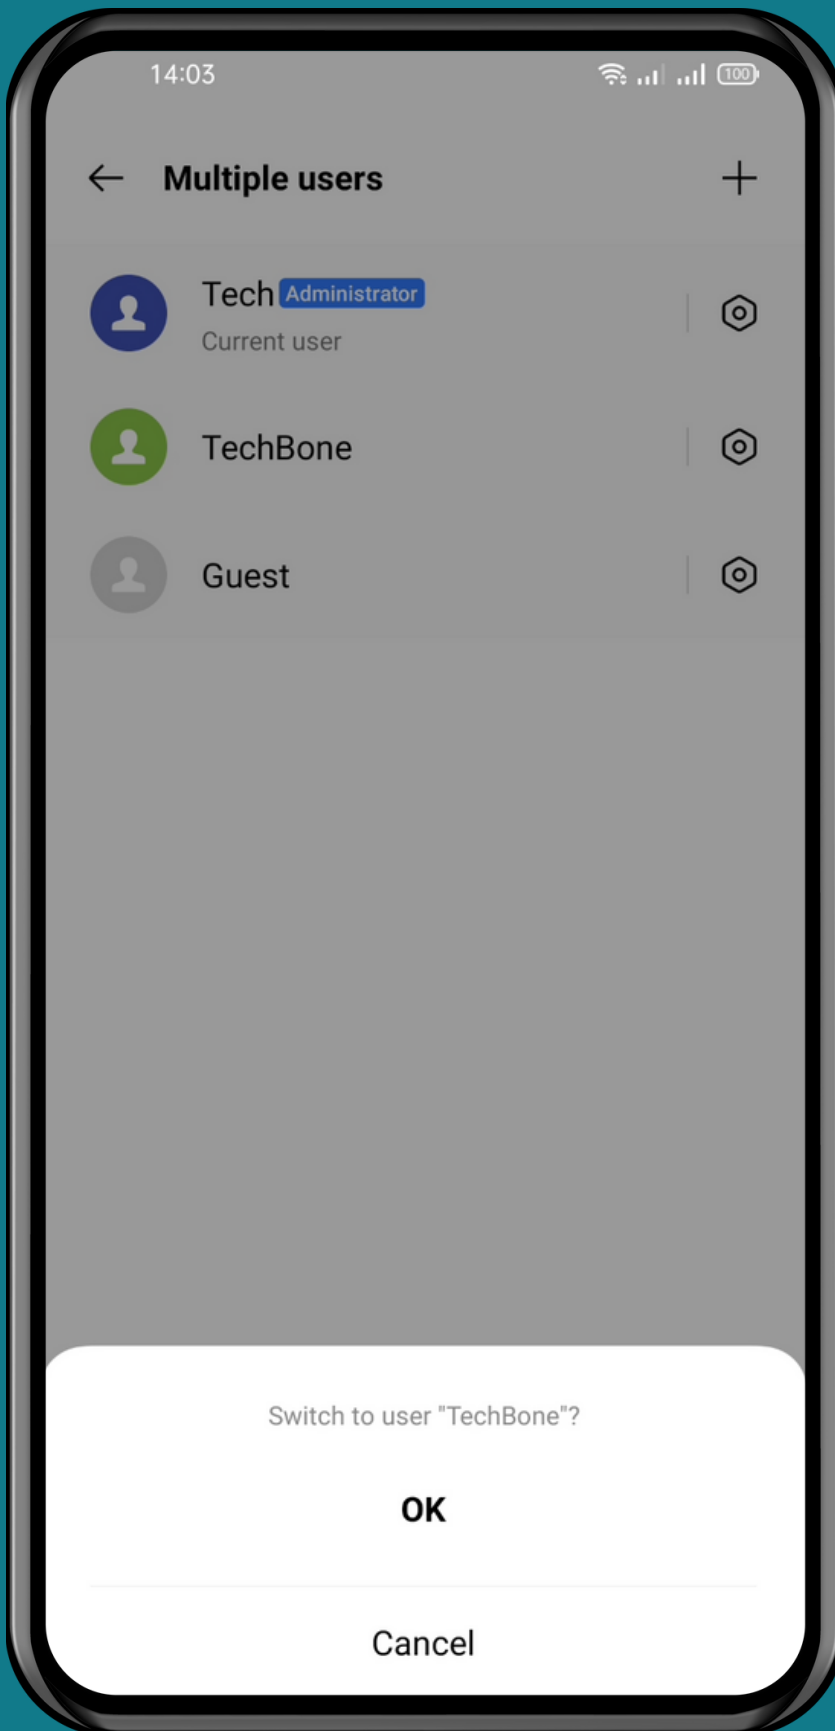 14:03 100
Multiple users
Tech Administrator
Current user
TechBone
Guest
Switch to user "TechBone"?
OK
Cancel